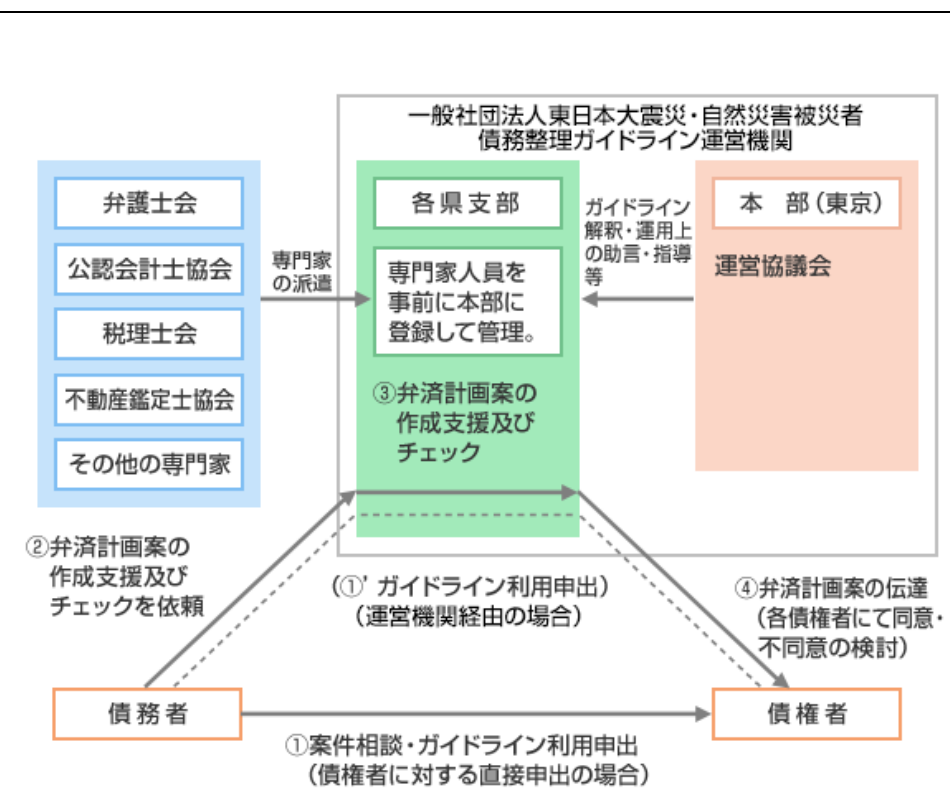 一般社団法人東日本大震災・自然災害被災者
債務整理ガイドライン運営機関
弁護士会
公認会計士協会
税理士会
不動産鑑定士協会
その他の専門家
専門家
の派遣
各県支部
専門家人員を
事前に本部に
登録して管理。
③弁済計画案の
作成支援及び
チェック
ガイドライン
解釈・運用上
の助言・指導
等
本　部(東京)
運営協議会
②弁済計画案の
作成支援及び
チェックを依頼
(①' ガイドライン利用申出)
(運営機関経由の場合)
④弁済計画案の伝達
(各債権者にて同意・
不同意の検討)
債務者
債権者
①案件相談・ガイドライン利用申出
(債権者に対する直接申出の場合)